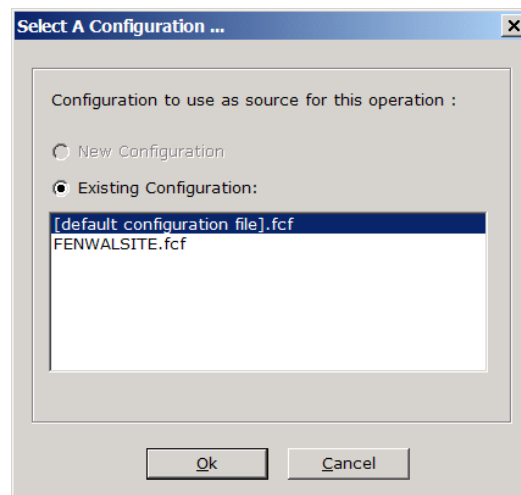 Select A Configuration ...
Configuration to use as source for this operation :
New Configuration
Existing Configuration:
[default configuration file].fcf
FENWALSITE.fcf
Ok Cancel